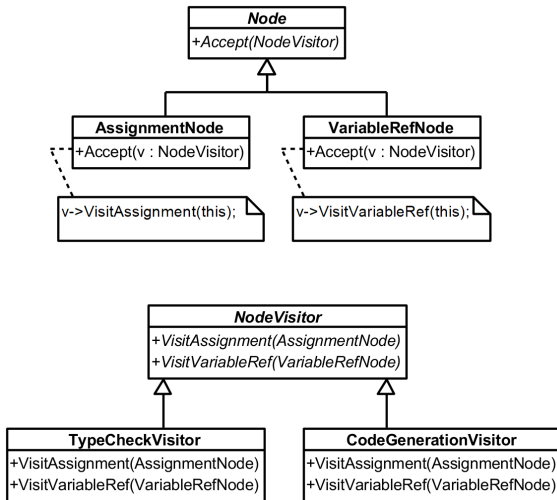 Node
+Accept(NodeVisitor)
AssignmentNode
+Accept(v : NodeVisitor)
VariableRefNode
+Accept(v : NodeVisitor)
v->VisitAssignment(this);
v->VisitVariableRef(this);
NodeVisitor
+VisitAssignment(AssignmentNode)
+VisitVariableRef(VariableRefNode)
TypeCheckVisitor
+VisitAssignment(AssignmentNode)
+VisitVariableRef(VariableRefNode)
CodeGenerationVisitor
+VisitAssignment(AssignmentNode)
+VisitVariableRef(VariableRefNode)